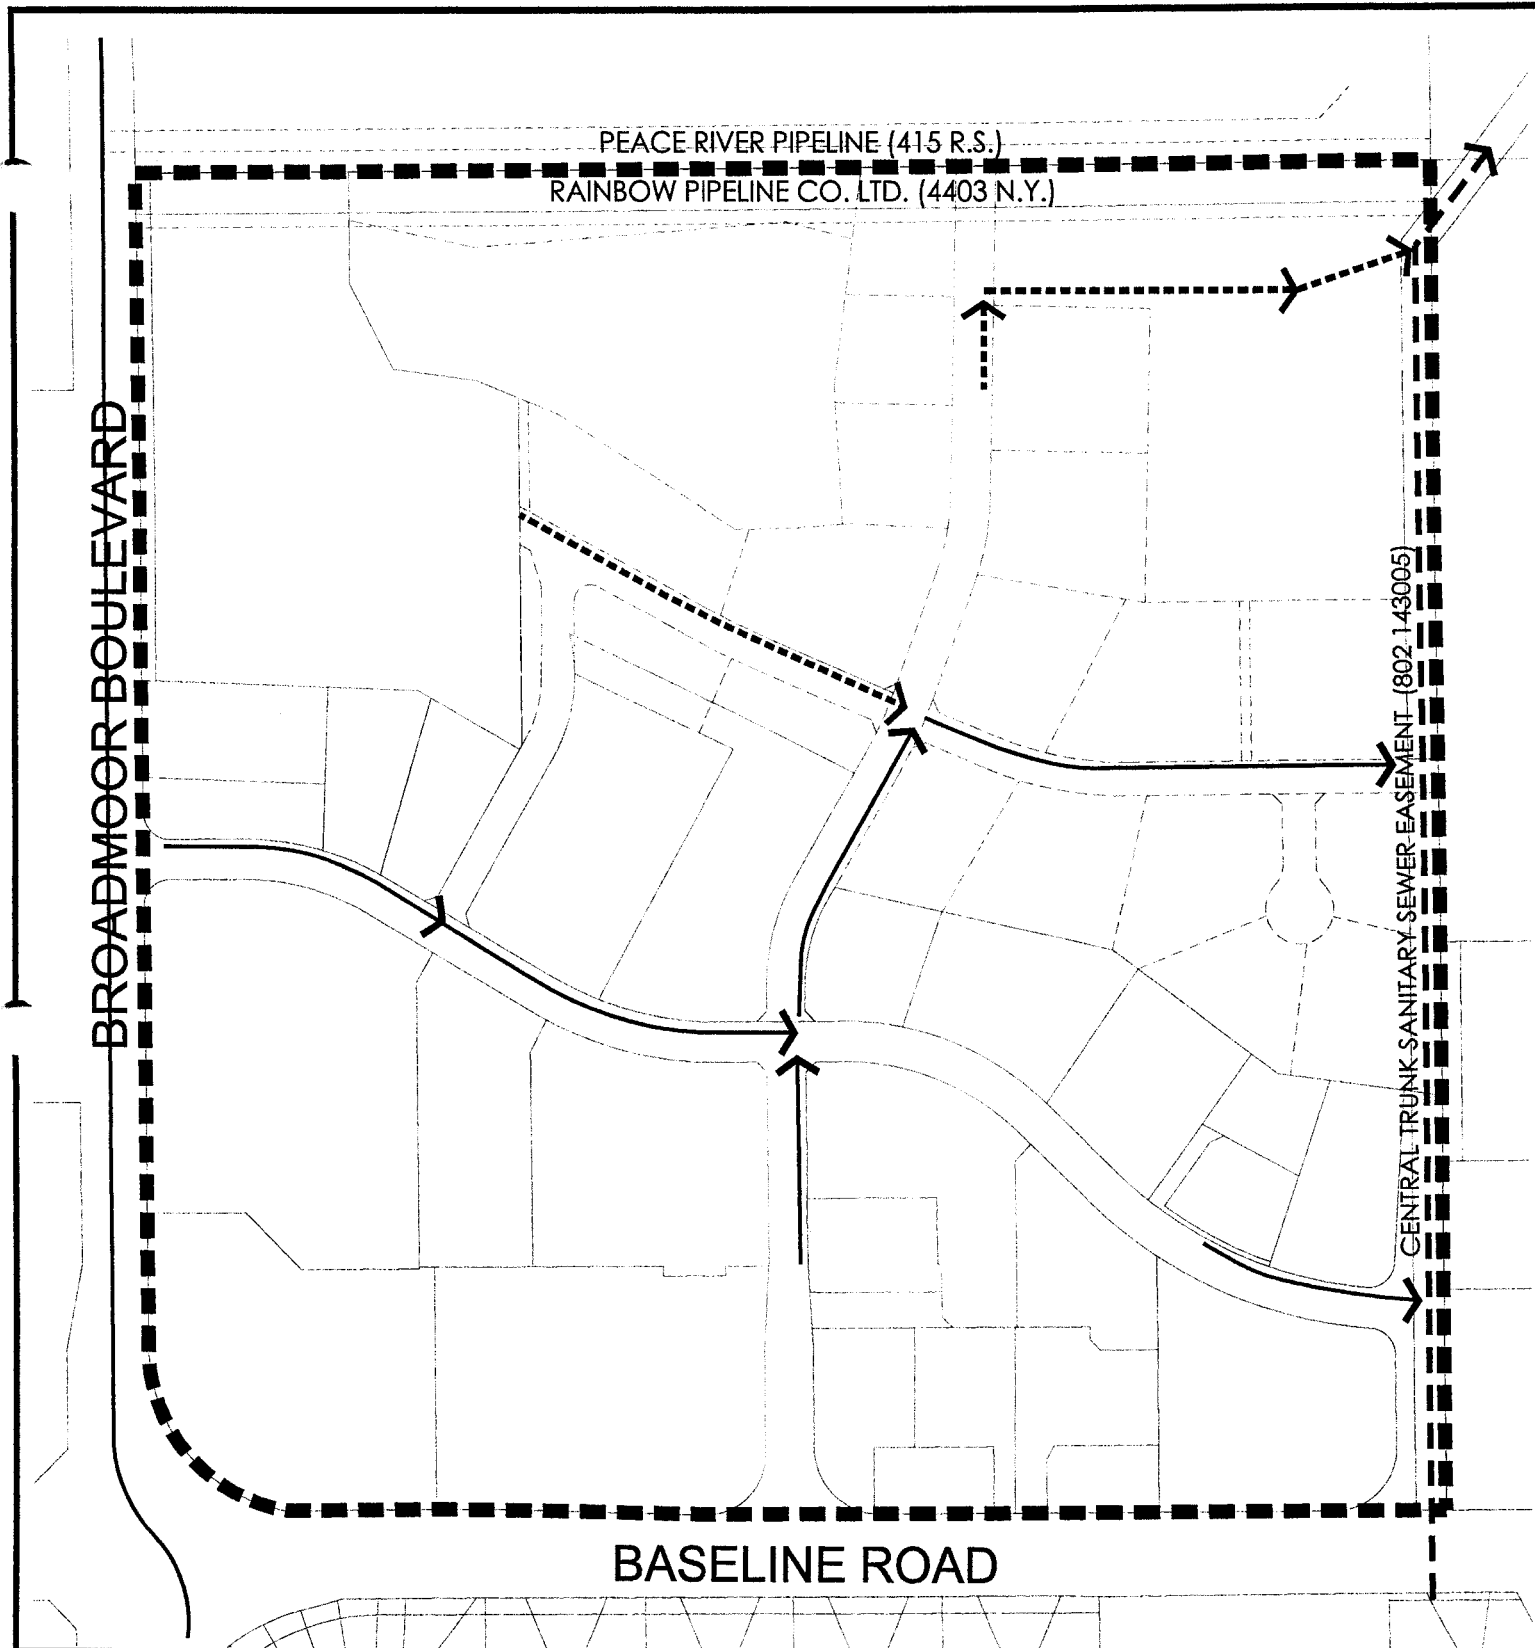 PEACE RIVER PIPELINE (415 R.S.)
RAINBOW PIPELINE CO. LTD. (4403 N.Y.)
BROADMOOR BOULEVARD
CENTRAL TRUNK SANITARY SEWER EASEMENT (802 143005)
BASELINE ROAD